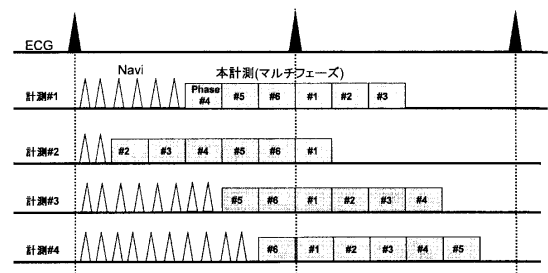 ECG
Navi 本計測(マルチフェーズ)
計測#1 Phase #4 #5 #6 #1 #2 #3
計測#2 #2 #3 #4 #5 #6 #1
計測#3 #5 #6 #1 #2 #3 #4
計測#4 #6 #1 #2 #3 #4 #5